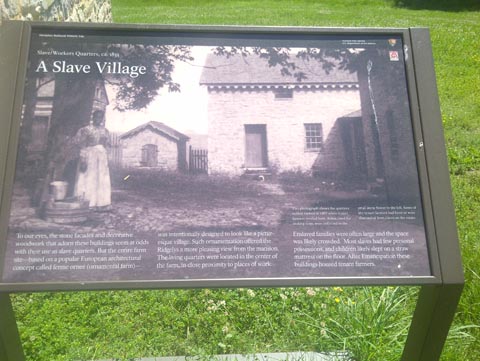 Hampton National Historic Site
Slave/Workers Quarters, ca. 1835
A Slave Village
To our eyes, the stone facades and decorative
woodwork that adorn these buildings seem at odds
with their use as slave quarters. But the entire farm
site—based on a popular European architectural
concept called ferme ornée (ornamental farm)—
was intentionally designed to look like a pictur-
esque village. Such ornamentation offered the
Ridgelys a more pleasing view from the mansion.
The living quarters were located in the center of
the farm, in close proximity to places of work.
Enslaved families were often large and the space
was likely crowded. Most slaves had few personal
possessions, and children likely slept on a straw
mattress on the floor. After Emancipation these
buildings housed tenant farmers.